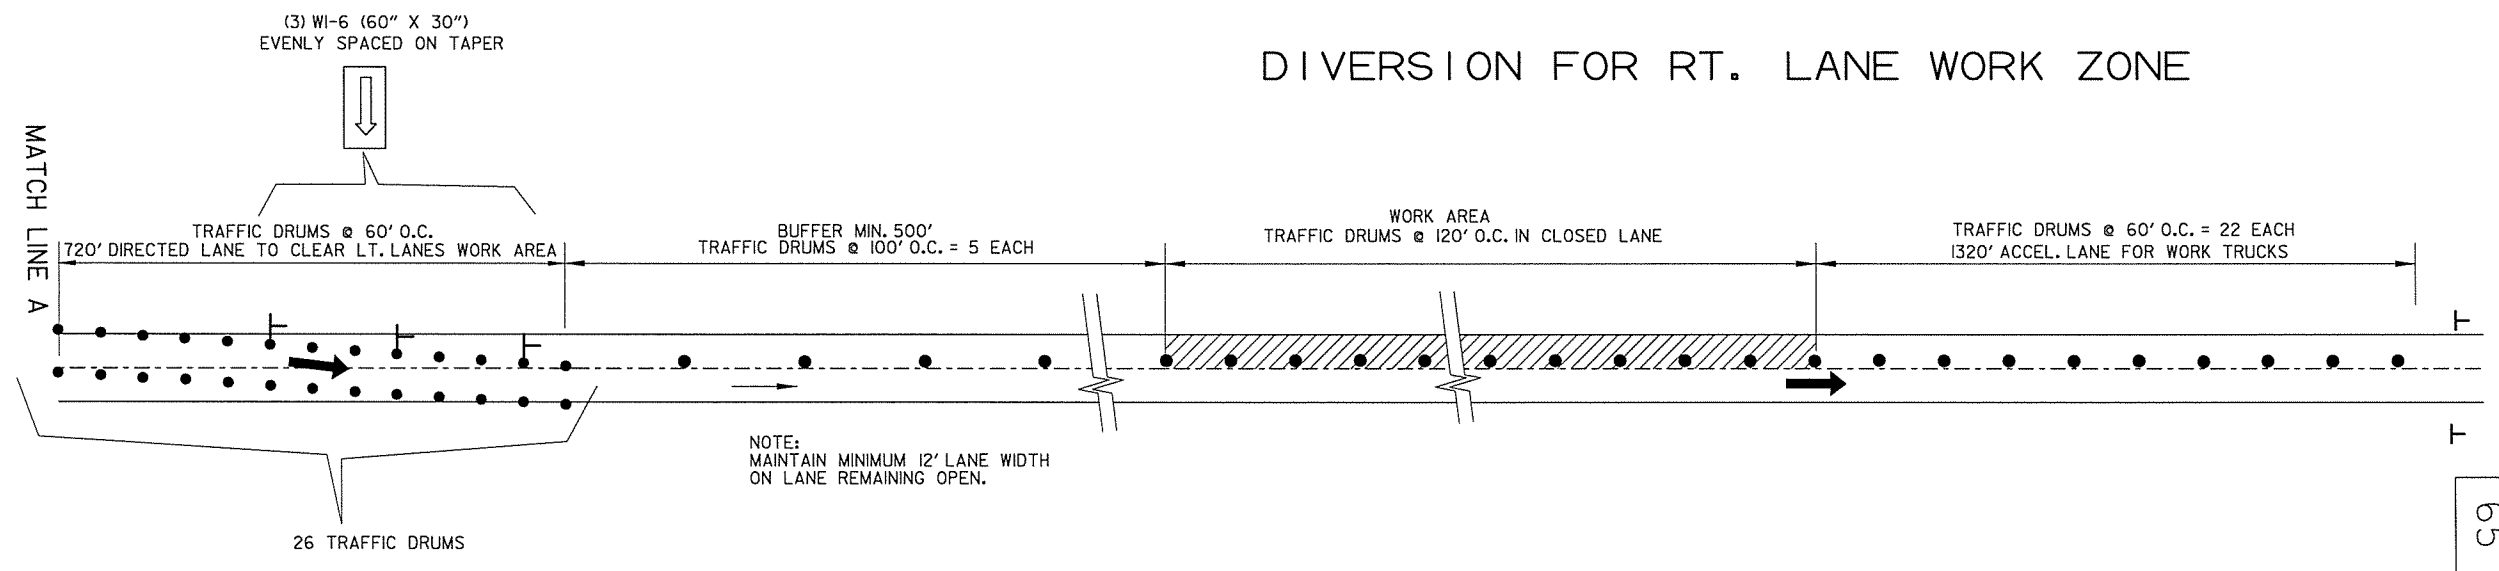 (3) WI-6 (60" X 30")
EVENLY SPACED ON TAPER
DIVERSION FOR RT. LANE WORK ZONE
MATCH LINE A
TRAFFIC DRUMS @ 60' O.C.
720' DIRECTED LANE TO CLEAR LT. LANES WORK AREA
BUFFER MIN. 500'
TRAFFIC DRUMS @ 100' O.C. = 5 EACH
WORK AREA
TRAFFIC DRUMS @ 120' O.C. IN CLOSED LANE
TRAFFIC DRUMS @ 60' O.C. = 22 EACH
1320' ACCEL. LANE FOR WORK TRUCKS
NOTE:
MAINTAIN MINIMUM 12' LANE WIDTH
ON LANE REMAINING OPEN.
26 TRAFFIC DRUMS
65